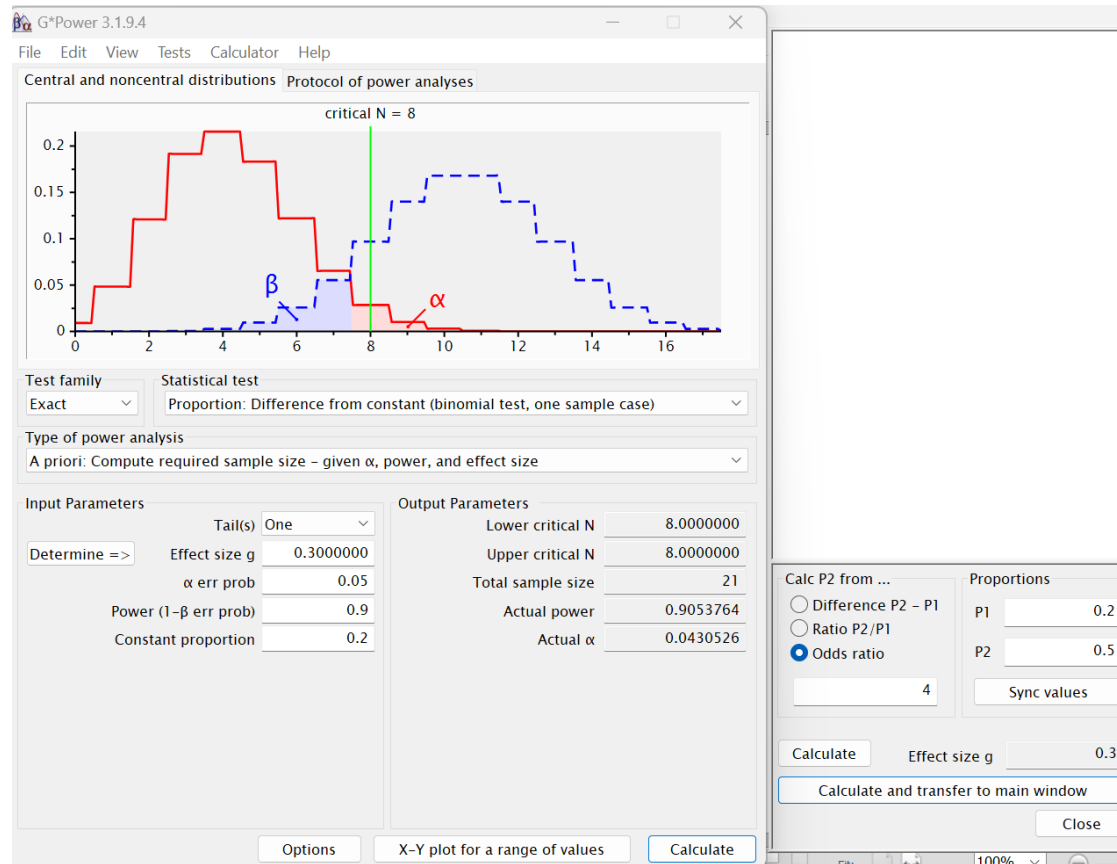 βα G*Power 3.1.9.4
File Edit View Tests Calculator Help
Central and noncentral distributions Protocol of power analyses
critical N = 8
0.2
0.15
0.1
0.05
0
β
α
0 2 4 6 8 10 12 14 16
Test family Statistical test
Exact Proportion: Difference from constant (binomial test, one sample case)
Type of power analysis
A priori: Compute required sample size – given α, power, and effect size
Input Parameters
Tail(s) One
Determine => Effect size g 0.3000000
α err prob 0.05
Power (1-β err prob) 0.9
Constant proportion 0.2
Output Parameters
Lower critical N 8.0000000
Upper critical N 8.0000000
Total sample size 21
Actual power 0.9053764
Actual α 0.0430526
Options X-Y plot for a range of values Calculate
Calc P2 from ...
Difference P2 - P1
Ratio P2/P1
Odds ratio
4
Proportions
P1 0.2
P2 0.5
Sync values
Calculate Effect size g 0.3
Calculate and transfer to main window
Close
100%